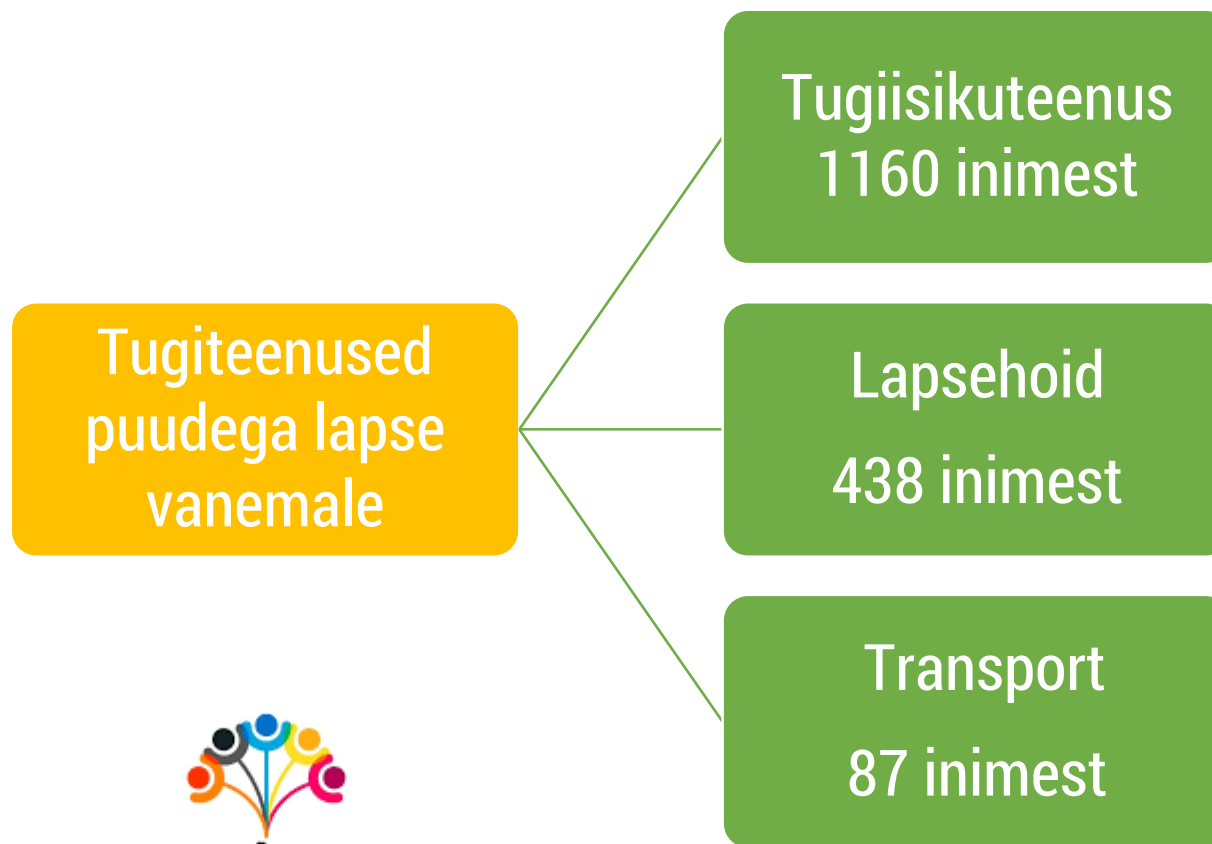 Tugiteenused
puudega lapse
vanemale
Tugiisikuteenus
1160 inimest
Lapsehoid
438 inimest
Transport
87 inimest